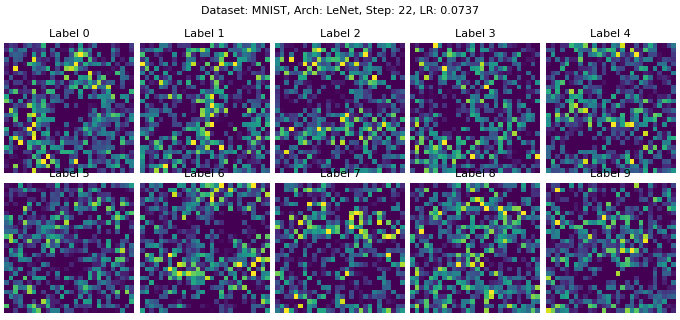 Dataset: MNIST, Arch: LeNet, Step: 22, LR: 0.0737
Label 0
Label 1
Label 2
Label 3
Label 4
Label 5
Label 6
Label 7
Label 8
Label 9